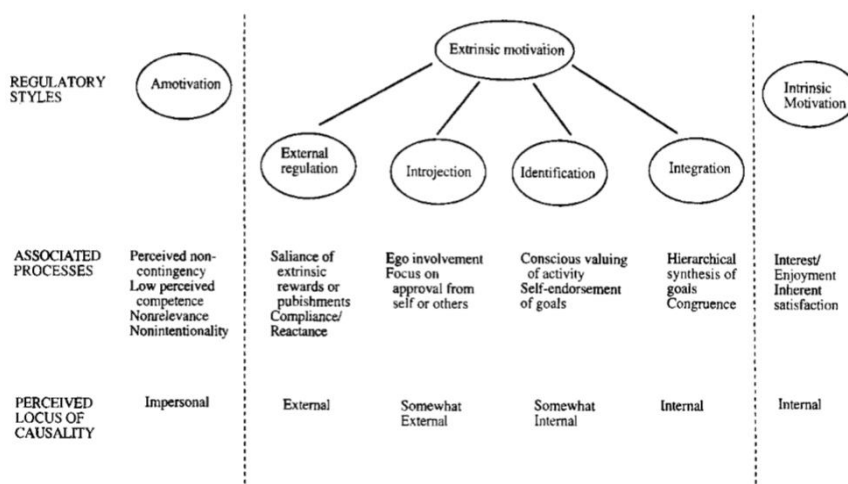 Extrinsic motivation
REGULATORY
STYLES
Amotivation
Intrinsic
Motivation
External
regulation
Introjection
Identification
Integration
ASSOCIATED
PROCESSES
Perceived non-
contingency
Low perceived
competence
Nonrelevance
Nonintentionality
Saliance of
extrinsic
rewards or
pubishments
Compliance/
Reactance
Ego involvement
Focus on
approval from
self or others
Conscious valuing
of activity
Self-endorsement
of goals
Hierarchical
synthesis of
goals
Congruence
Interest/
Enjoyment
Inherent
satisfaction
PERCEIVED
LOCUS OF
CAUSALITY
Impersonal
External
Somewhat
External
Somewhat
Internal
Internal
Internal